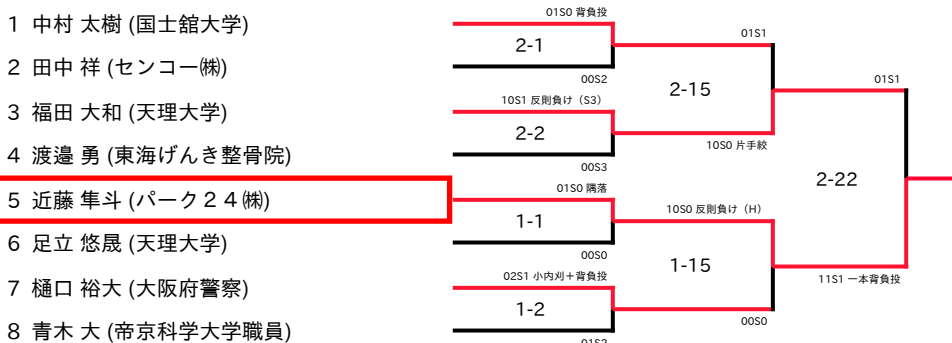 1 中村 太樹 (国士舘大学)
2 田中 祥 (センコー㈱)
3 福田 大和 (天理大学)
4 渡邉 勇 (東海げんき整骨院)
5 近藤 隼斗 (パーク２４㈱)
6 足立 悠晟 (天理大学)
7 樋口 裕大 (大阪府警察)
8 青木 大 (帝京科学大学職員)
01S0 背負投
2-1
00S2
10S1 反則負け（S3）
2-2
00S3
01S0 隅落
1-1
00S0
02S1 小内刈＋背負投
1-2
01S2
01S1
2-15
10S0 片手絞
10S0 反則負け（H）
1-15
00S0
01S1
2-22
11S1 一本背負投